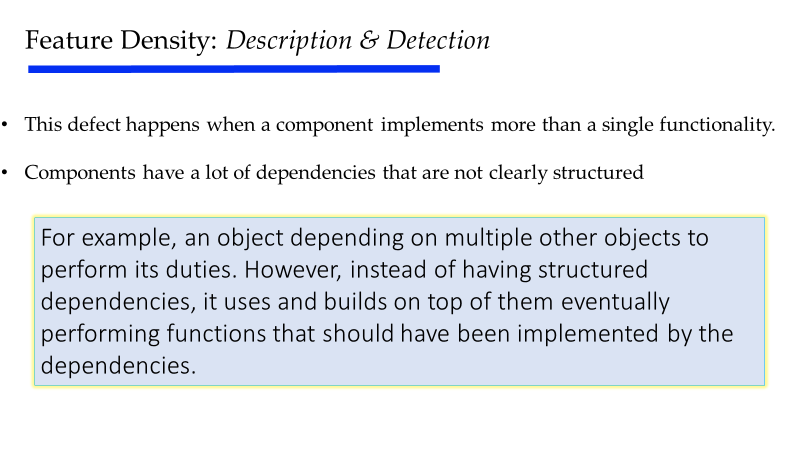 Feature Density: Description & Detection
• This defect happens when a component implements more than a single functionality.
• Components have a lot of dependencies that are not clearly structured
For example, an object depending on multiple other objects to
perform its duties. However, instead of having structured
dependencies, it uses and builds on top of them eventually
performing functions that should have been implemented by the
dependencies.